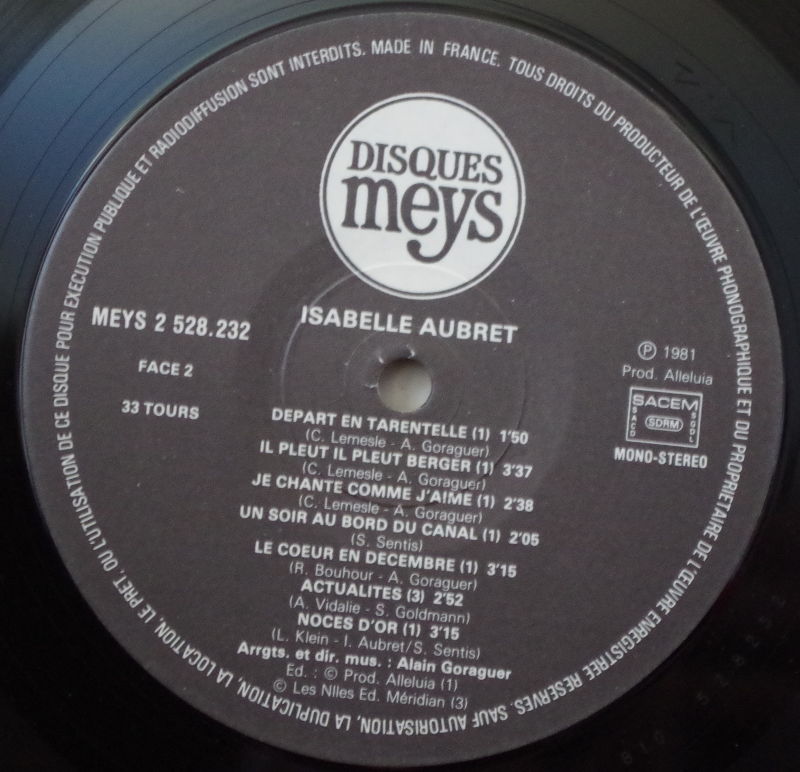 TOUS DROITS DU PRODUCTEUR DE L'ŒUVRE PHONOGRAPHIQUE ET DU PROPRIETAIRE DE L'ŒUVRE ENREGISTREE RESERVES. SAUF AUTORISATION, LA DUPLICATION, LA LOCATION, LE PRET, OU L'UTILISATION DE CE DISQUE POUR EXECUTION PUBLIQUE ET RADIODIFFUSION SONT INTERDITS. MADE IN FRANCE.
DISQUES
meys
ISABELLE AUBRET
MEYS 2 528.232
FACE 2
33 TOURS
℗ 1981
Prod. Alleluia
SACEM
SACD
SDRM
SGDL
MONO-STEREO
DEPART EN TARENTELLE (1) 1'50
(C. Lemesle - A. Goraguer)
IL PLEUT IL PLEUT BERGER (1) 3'37
(C. Lemesle - A. Goraguer)
JE CHANTE COMME J'AIME (1) 2'38
(C. Lemesle - A. Goraguer)
UN SOIR AU BORD DU CANAL (1) 2'05
(S. Sentis)
LE COEUR EN DECEMBRE (1) 3'15
(R. Bouhour - A. Goraguer)
ACTUALITES (3) 2'52
(A. Vidalie - S. Goldmann)
NOCES D'OR (1) 3'15
(L. Klein - I. Aubret/S. Sentis)
Arrgts. et dir. mus. : Alain Goraguer
Ed. : © Prod. Alleluia (1)
© Les Nlles Ed. Méridian (3)